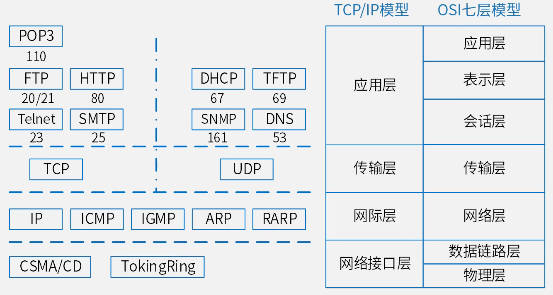 TCP/IP模型 OSI七层模型
POP3
110
应用层
FTP HTTP DHCP TFTP
20/21 80 67 69
应用层 表示层
Telnet SMTP SNMP DNS
23 25 161 53
会话层
TCP UDP 传输层 传输层
IP ICMP IGMP ARP RARP 网际层 网络层
CSMA/CD TokingRing 网络接口层 数据链路层
物理层